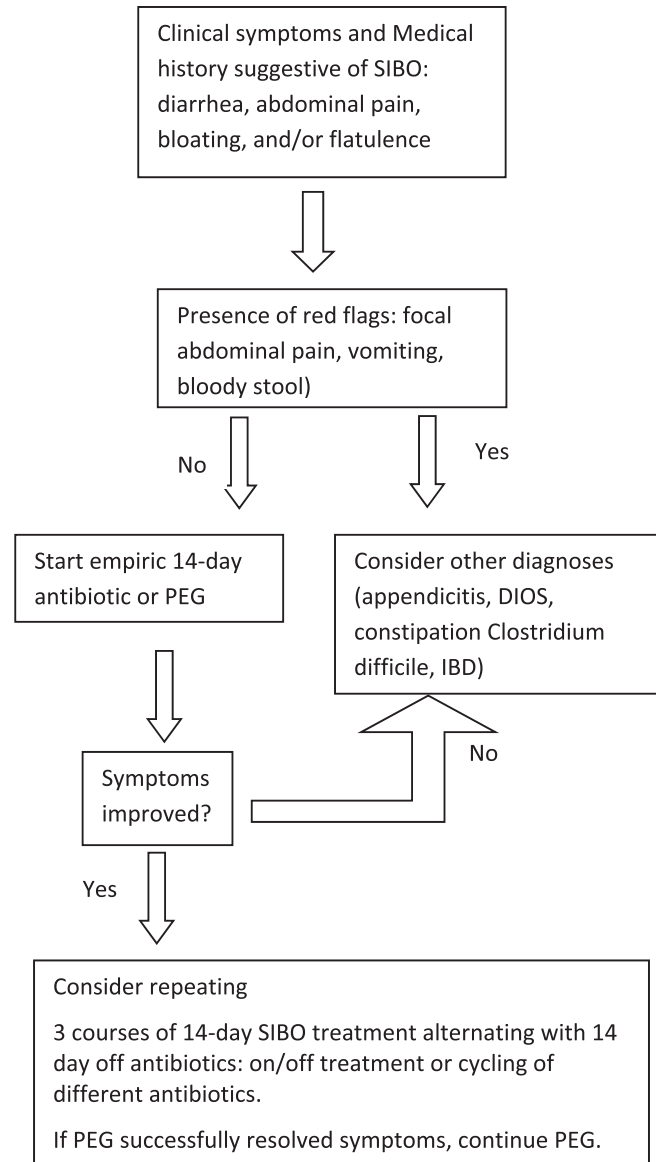 Clinical symptoms and Medical
history suggestive of SIBO:
diarrhea, abdominal pain,
bloating, and/or flatulence
Presence of red flags: focal
abdominal pain, vomiting,
bloody stool)
No
Yes
Start empiric 14-day
antibiotic or PEG
Consider other diagnoses
(appendicitis, DIOS,
constipation Clostridium
difficile, IBD)
Symptoms
improved?
No
Yes
Consider repeating
3 courses of 14-day SIBO treatment alternating with 14
day off antibiotics: on/off treatment or cycling of
different antibiotics.
If PEG successfully resolved symptoms, continue PEG.